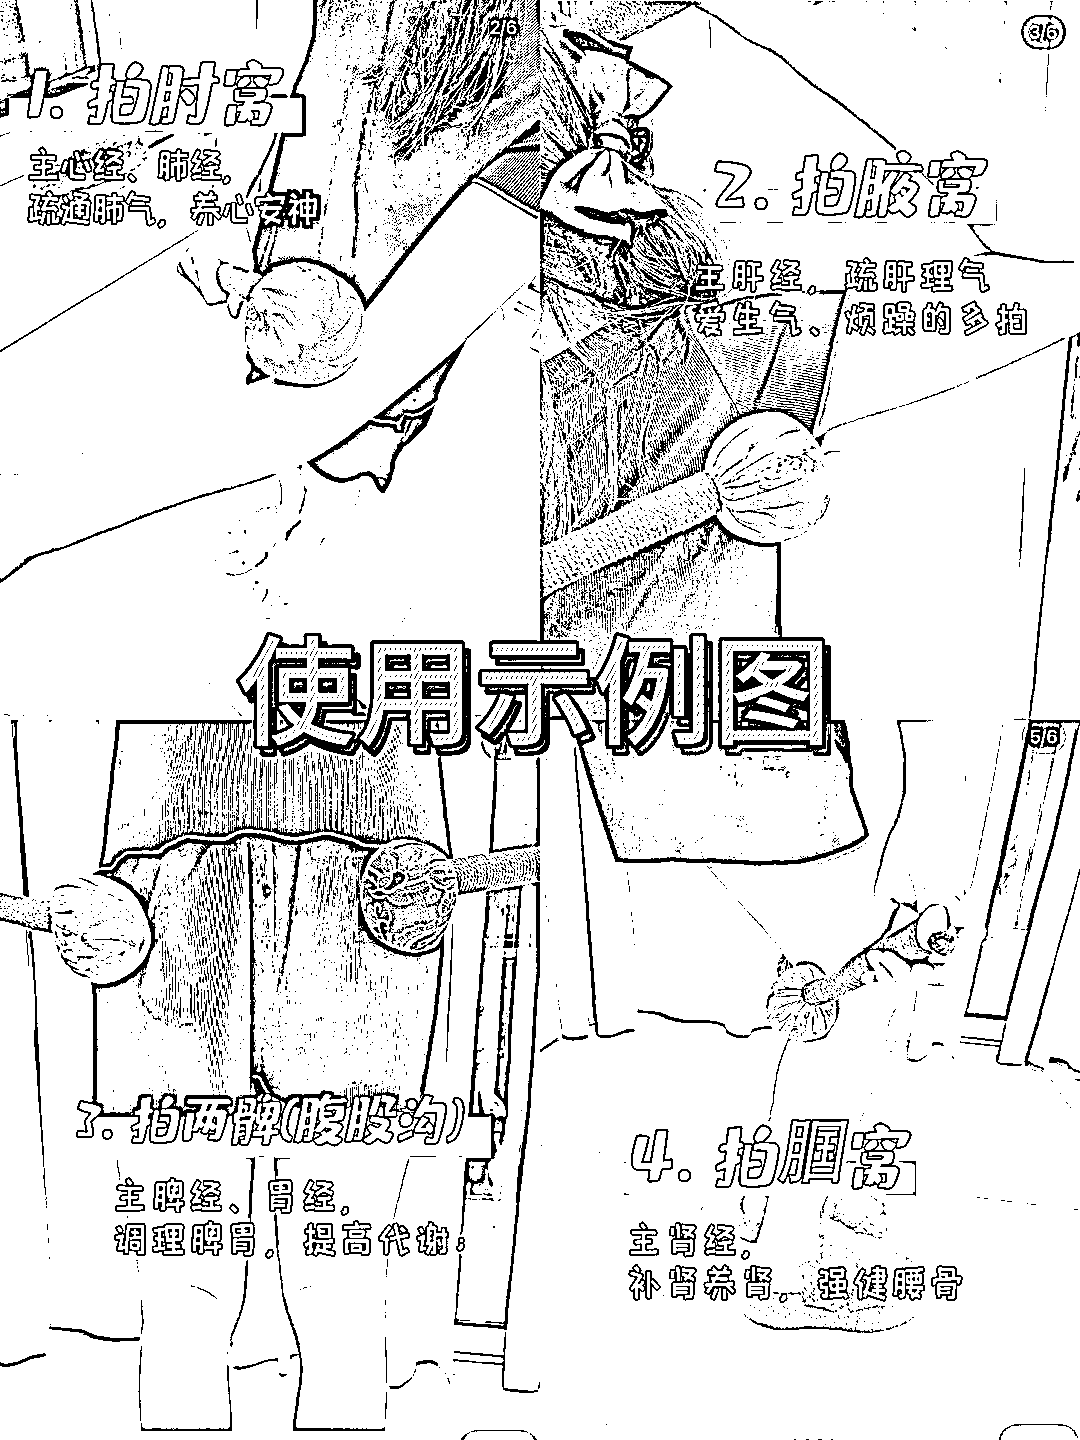 2/6
1. 拍肘窝
主心经、肺经,
疏通肺气,养心安神
3/6
2. 拍腋窝
主肝经,疏肝理气
爱生气、烦躁的多拍
使用示例图
3. 拍两髀(腹股沟)
主脾经、胃经,
调理脾胃,提高代谢;
5/6
4. 拍腘窝
主肾经,
补肾养肾,强健腰骨